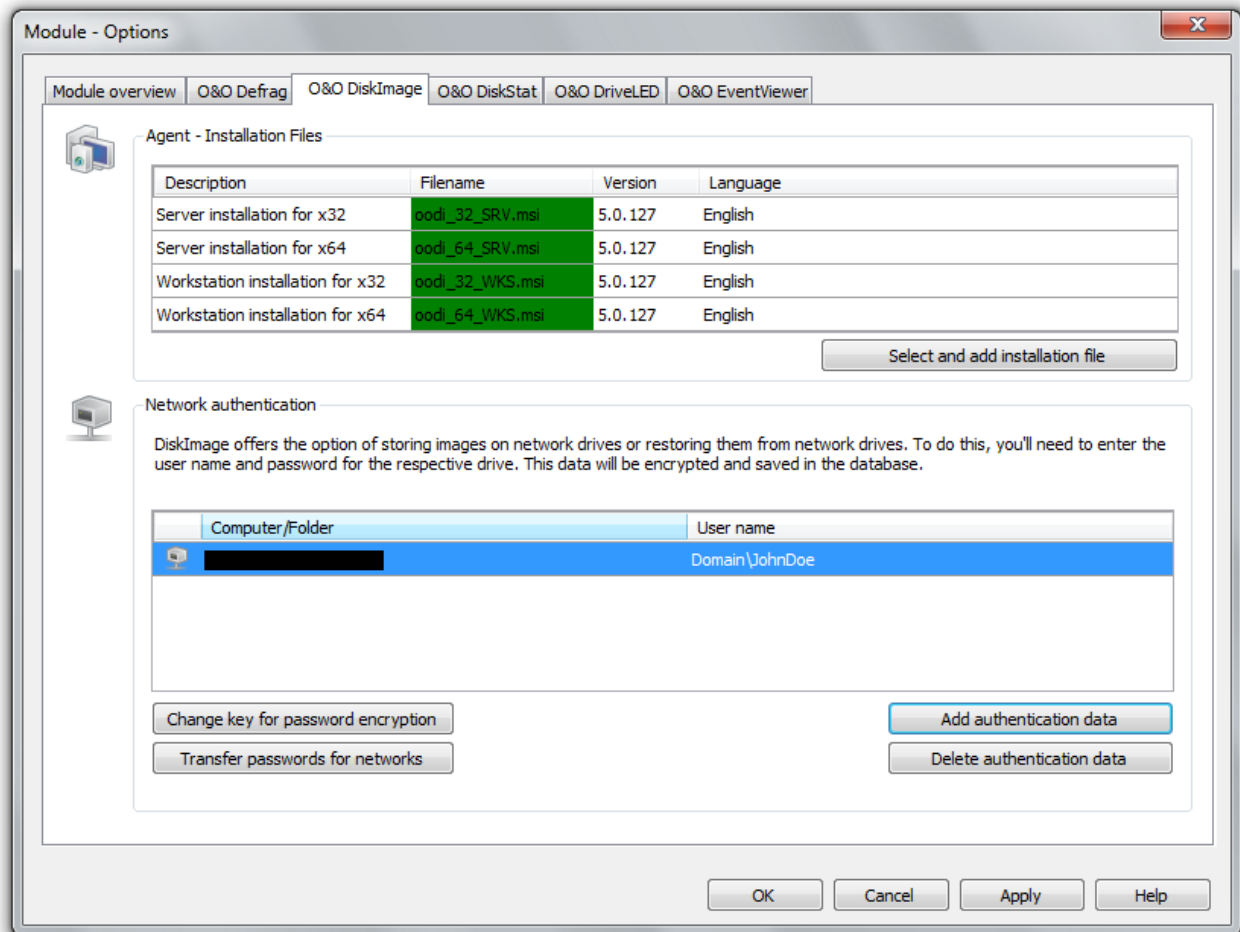 Module - Options
Module overview O&O Defrag O&O DiskImage O&O DiskStat O&O DriveLED O&O EventViewer
Agent - Installation Files
Description Filename Version Language
Server installation for x32 oodi_32_SRV.msi 5.0.127 English
Server installation for x64 oodi_64_SRV.msi 5.0.127 English
Workstation installation for x32 oodi_32_WKS.msi 5.0.127 English
Workstation installation for x64 oodi_64_WKS.msi 5.0.127 English
Select and add installation file
Network authentication
DiskImage offers the option of storing images on network drives or restoring them from network drives. To do this, you'll need to enter the
user name and password for the respective drive. This data will be encrypted and saved in the database.
Computer/Folder User name
Domain\JohnDoe
Change key for password encryption Add authentication data
Transfer passwords for networks Delete authentication data
OK Cancel Apply Help